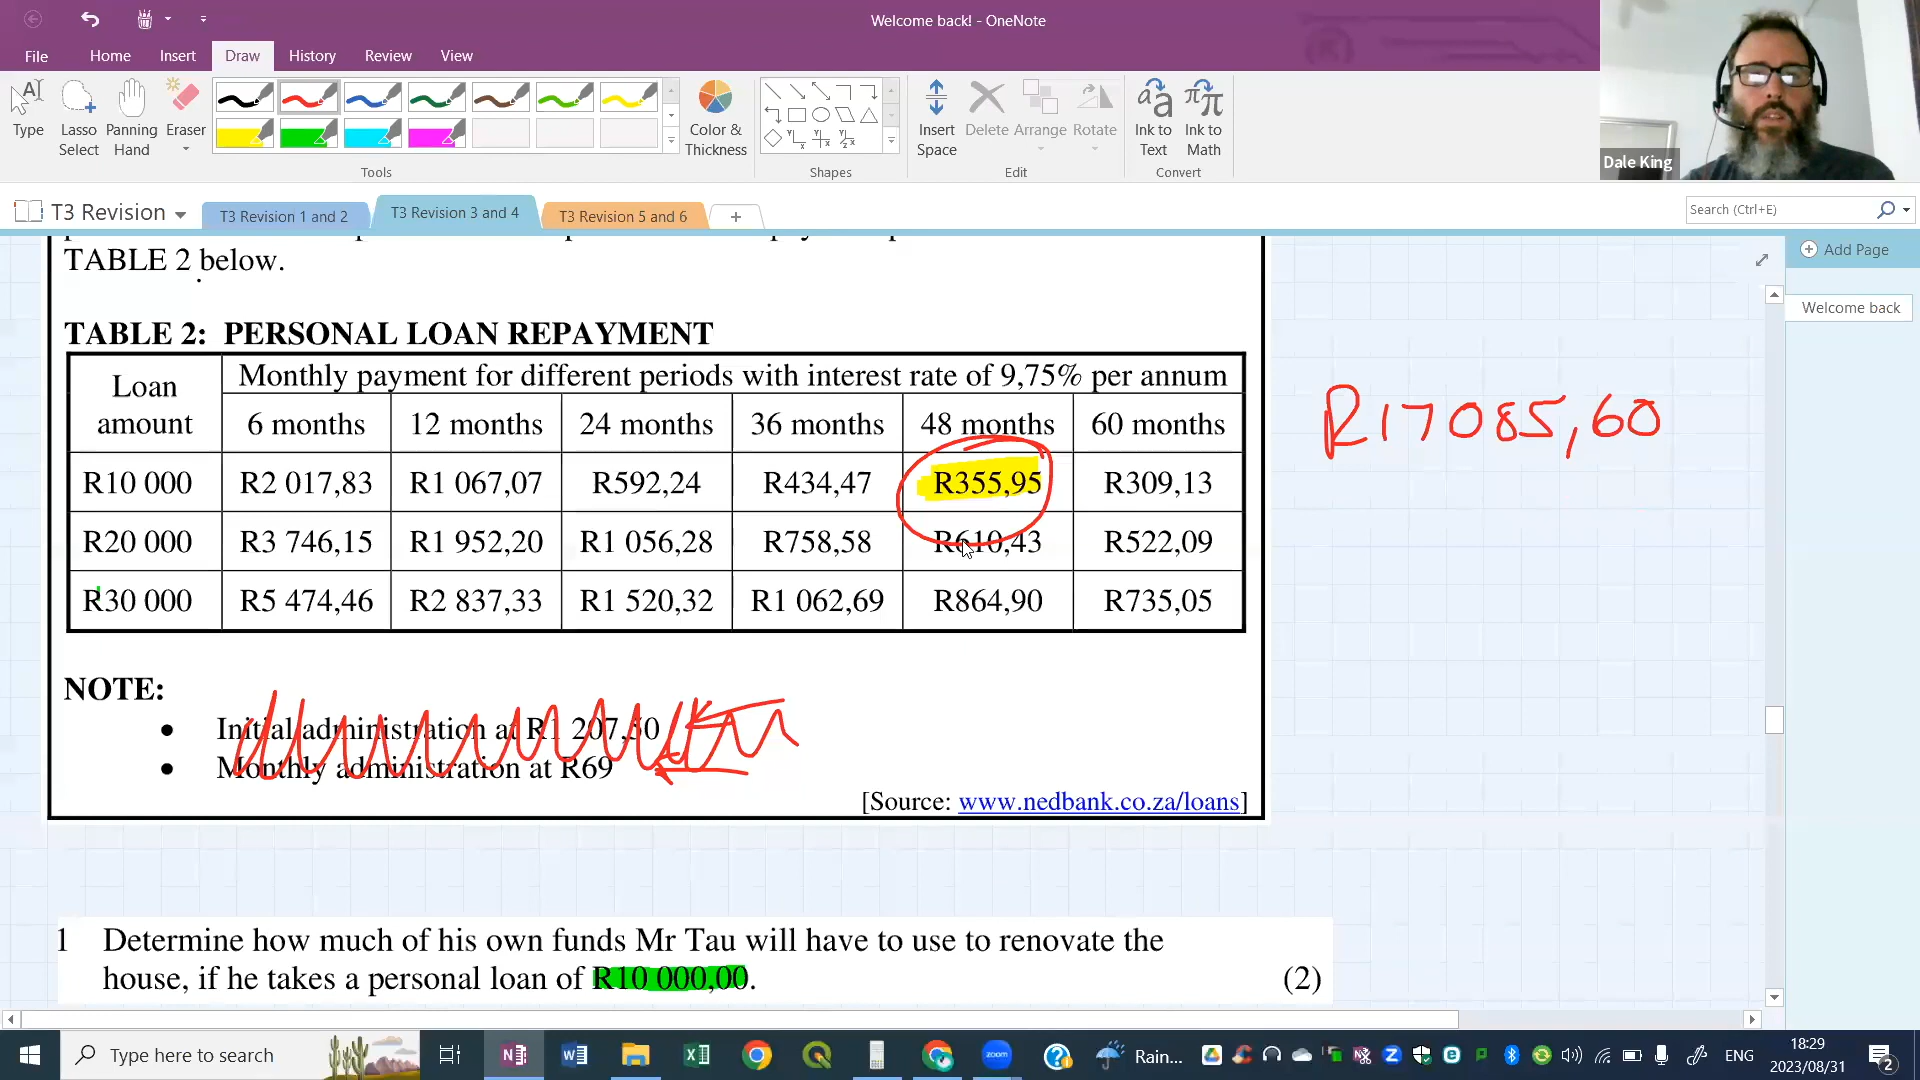 Welcome back! - OneNote
File Home Insert Draw History Review View
Type Lasso Select Panning Hand Eraser Color & Thickness Insert Space Delete Arrange Rotate Ink to Text Ink to Math
Tools Shapes Edit Convert
Dale King
T3 Revision T3 Revision 1 and 2 T3 Revision 3 and 4 T3 Revision 5 and 6 + Search (Ctrl+E)
Add Page
Welcome back
TABLE 2 below.
TABLE 2: PERSONAL LOAN REPAYMENT
Loan amount Monthly payment for different periods with interest rate of 9,75% per annum
6 months 12 months 24 months 36 months 48 months 60 months
R10 000 R2 017,83 R1 067,07 R592,24 R434,47 R355,95 R309,13
R20 000 R3 746,15 R1 952,20 R1 056,28 R758,58 R610,43 R522,09
R30 000 R5 474,46 R2 837,33 R1 520,32 R1 062,69 R864,90 R735,05
R17085,60
NOTE:
• Initial administration at R1 207,50
• Monthly administration at R69
[Source: www.nedbank.co.za/loans]
1 Determine how much of his own funds Mr Tau will have to use to renovate the
house, if he takes a personal loan of R10 000,00. (2)
Type here to search
zoom
Rain...
ENG
18:29
2023/08/31
2